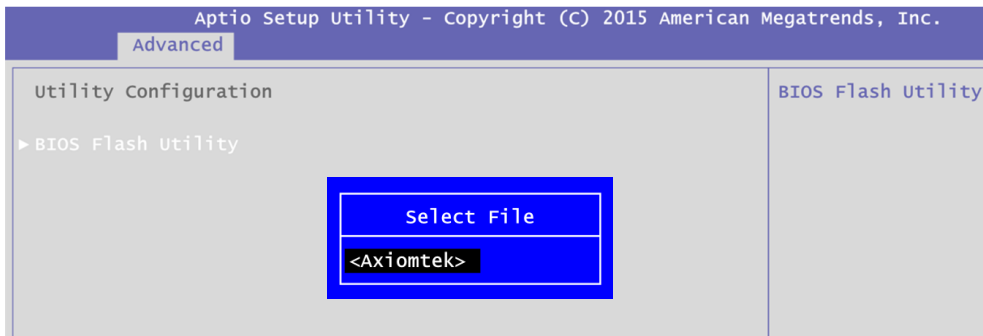 Aptio Setup Utility - Copyright (C) 2015 American Megatrends, Inc.
Advanced
Utility Configuration
BIOS Flash Utility
BIOS Flash Utility
Select File
<Axiomtek>